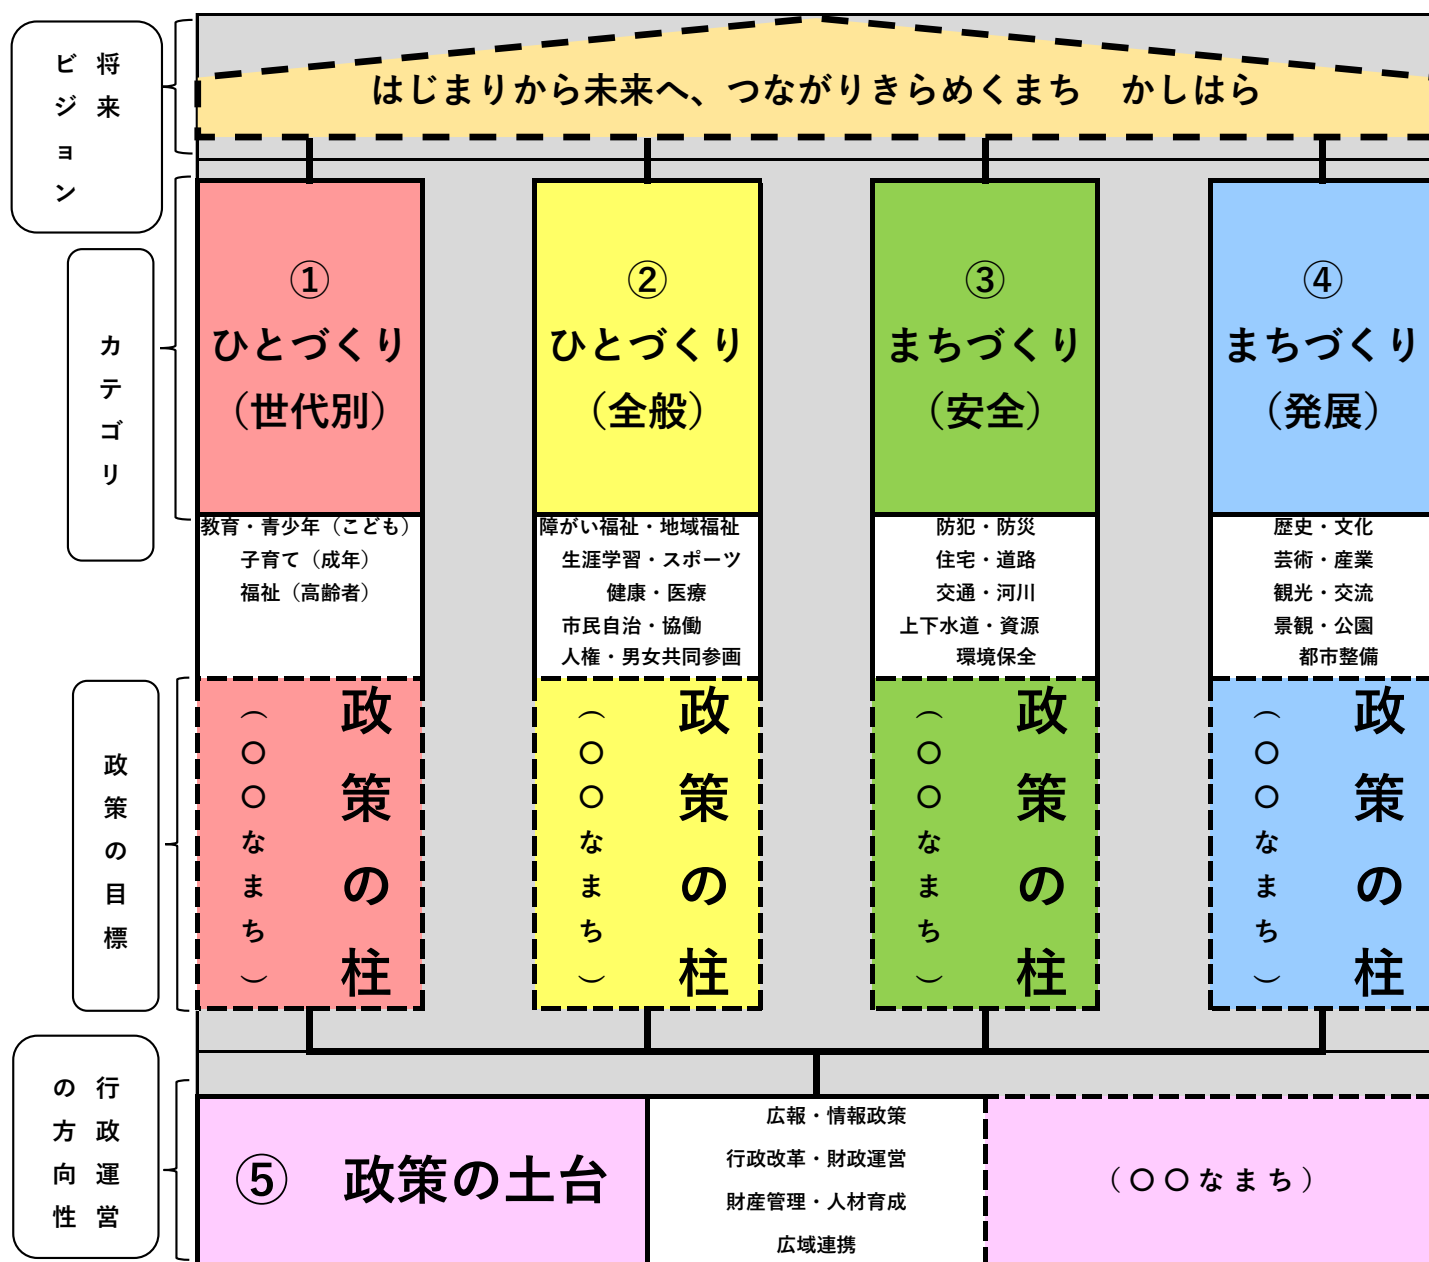 将来
ビジョン
はじまりから未来へ、つながりきらめくまち　かしはら
カテゴリ
①
ひとづくり
（世代別）
教育・青少年（こども）
子育て（成年）
福祉（高齢者）
②
ひとづくり
（全般）
障がい福祉・地域福祉
生涯学習・スポーツ
健康・医療
市民自治・協働
人権・男女共同参画
③
まちづくり
（安全）
防犯・防災
住宅・道路
交通・河川
上下水道・資源
環境保全
④
まちづくり
（発展）
歴史・文化
芸術・産業
観光・交流
景観・公園
都市整備
政策の目標
政策の柱
（〇〇なまち）
政策の柱
（〇〇なまち）
政策の柱
（〇〇なまち）
政策の柱
（〇〇なまち）
行政運営
の方向性
⑤　政策の土台
広報・情報政策
行政改革・財政運営
財産管理・人材育成
広域連携
（〇〇なまち）